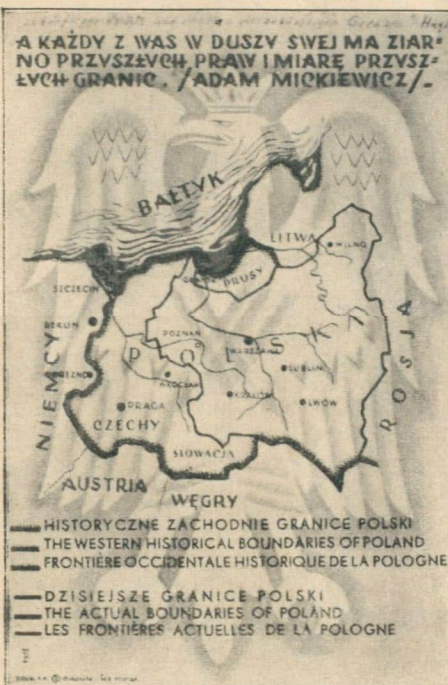 A KAŻDY Z WAS W DUSZY SWEJ MA ZIAR-
NO PRZYSZŁYCH PRAW I MIARĘ PRZYSZ-
ŁYCH GRANIC. /ADAM MICKIEWICZ/-
BAŁTYK
LITWA
WILNO
PRUSY
SZCZECIN
BERLIN
POZNAŃ
WARSZAWA
POLSKA
DREZNO
WROCŁAW
LUBLIN
KRAKÓW
LWÓW
PRAGA
NIEMCY
ROSJA
CZECHY
SŁOWACJA
AUSTRIA
WĘGRY
HISTORYCZNE ZACHODNIE GRANICE POLSKI
THE WESTERN HISTORICAL BOUNDARIES OF POLAND
FRONTIÈRE OCCIDENTALE HISTORIQUE DE LA POLOGNE
DZISIEJSZE GRANICE POLSKI
THE ACTUAL BOUNDARIES OF POLAND
LES FRONTIÈRES ACTUELLES DE LA POLOGNE